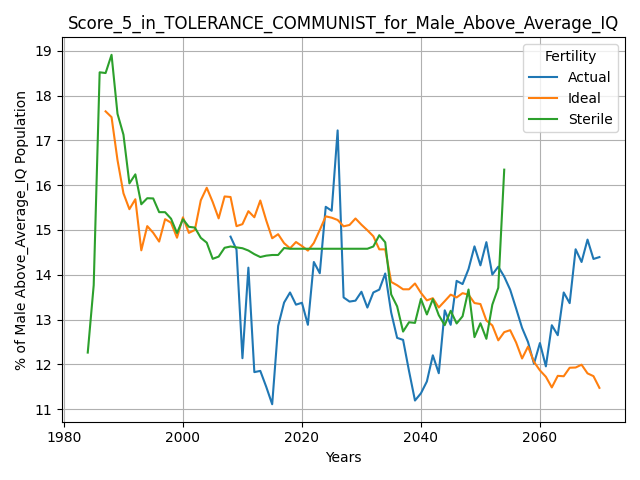 Score_5_in_TOLERANCE_COMMUNIST_for_Male_Above_Average_IQ
Fertility
Actual
Ideal
Sterile
% of Male Above_Average_IQ Population
19
18
17
16
15
14
13
12
11
1980
2000
2020
2040
2060
Years